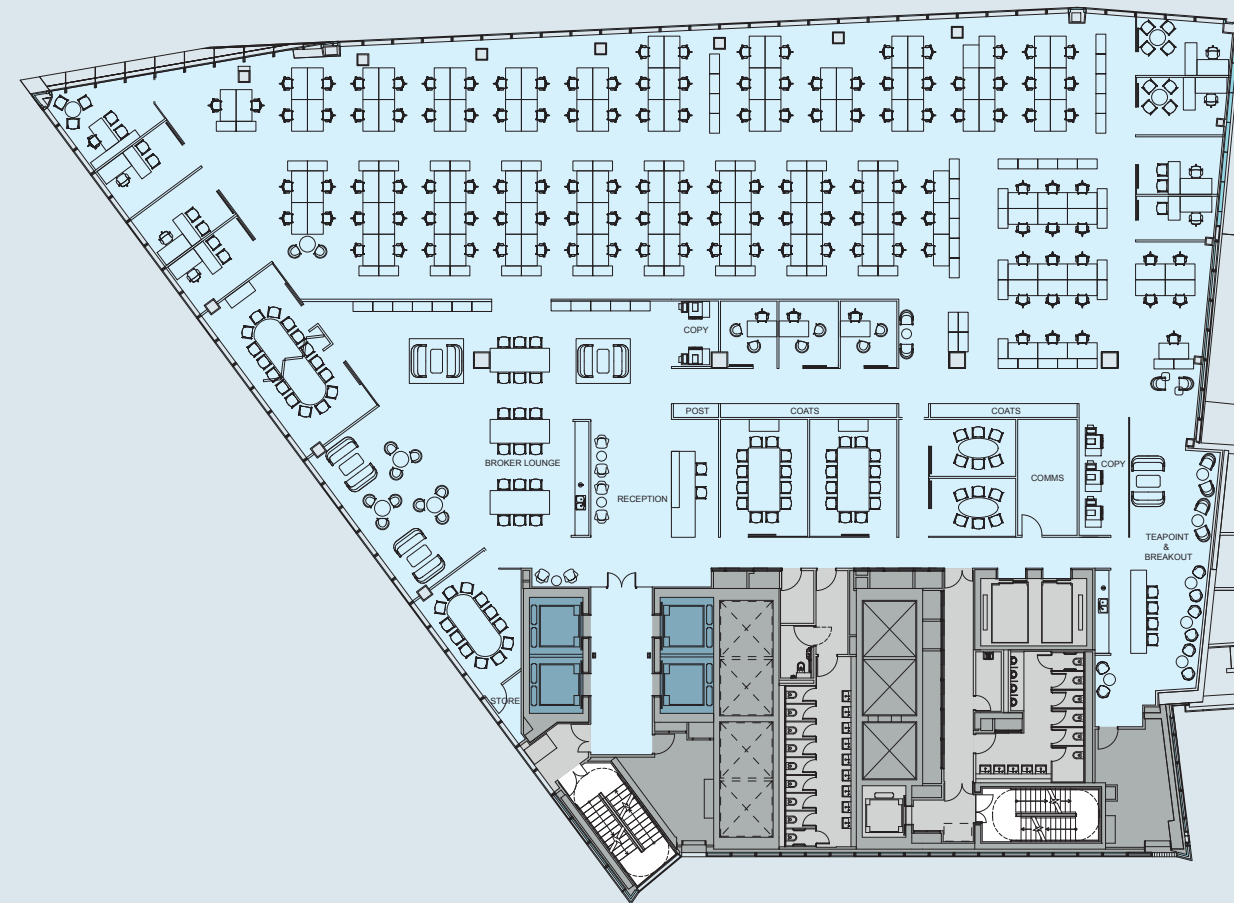 COPY
POST
COATS
COATS
BROKER LOUNGE
COPY
RECEPTION
COMMS
TEAPOINT
&
BREAKOUT
STORE